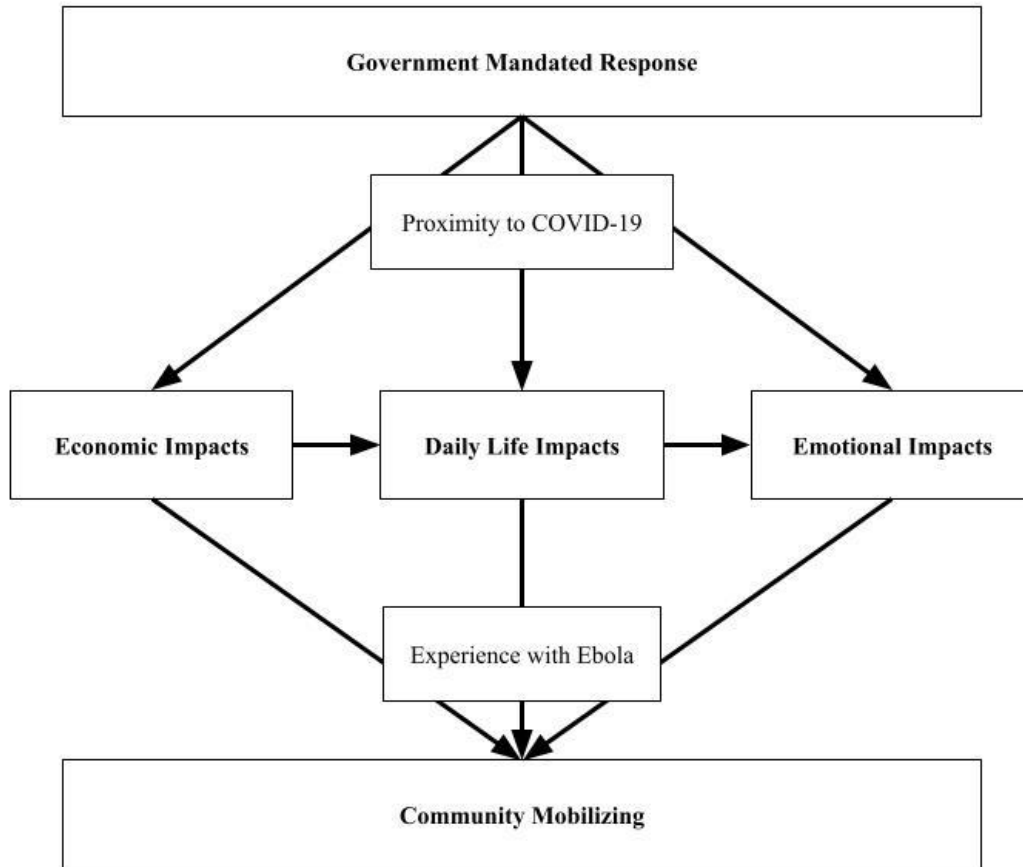 Government Mandated Response
Proximity to COVID-19
Economic Impacts
Daily Life Impacts
Emotional Impacts
Experience with Ebola
Community Mobilizing